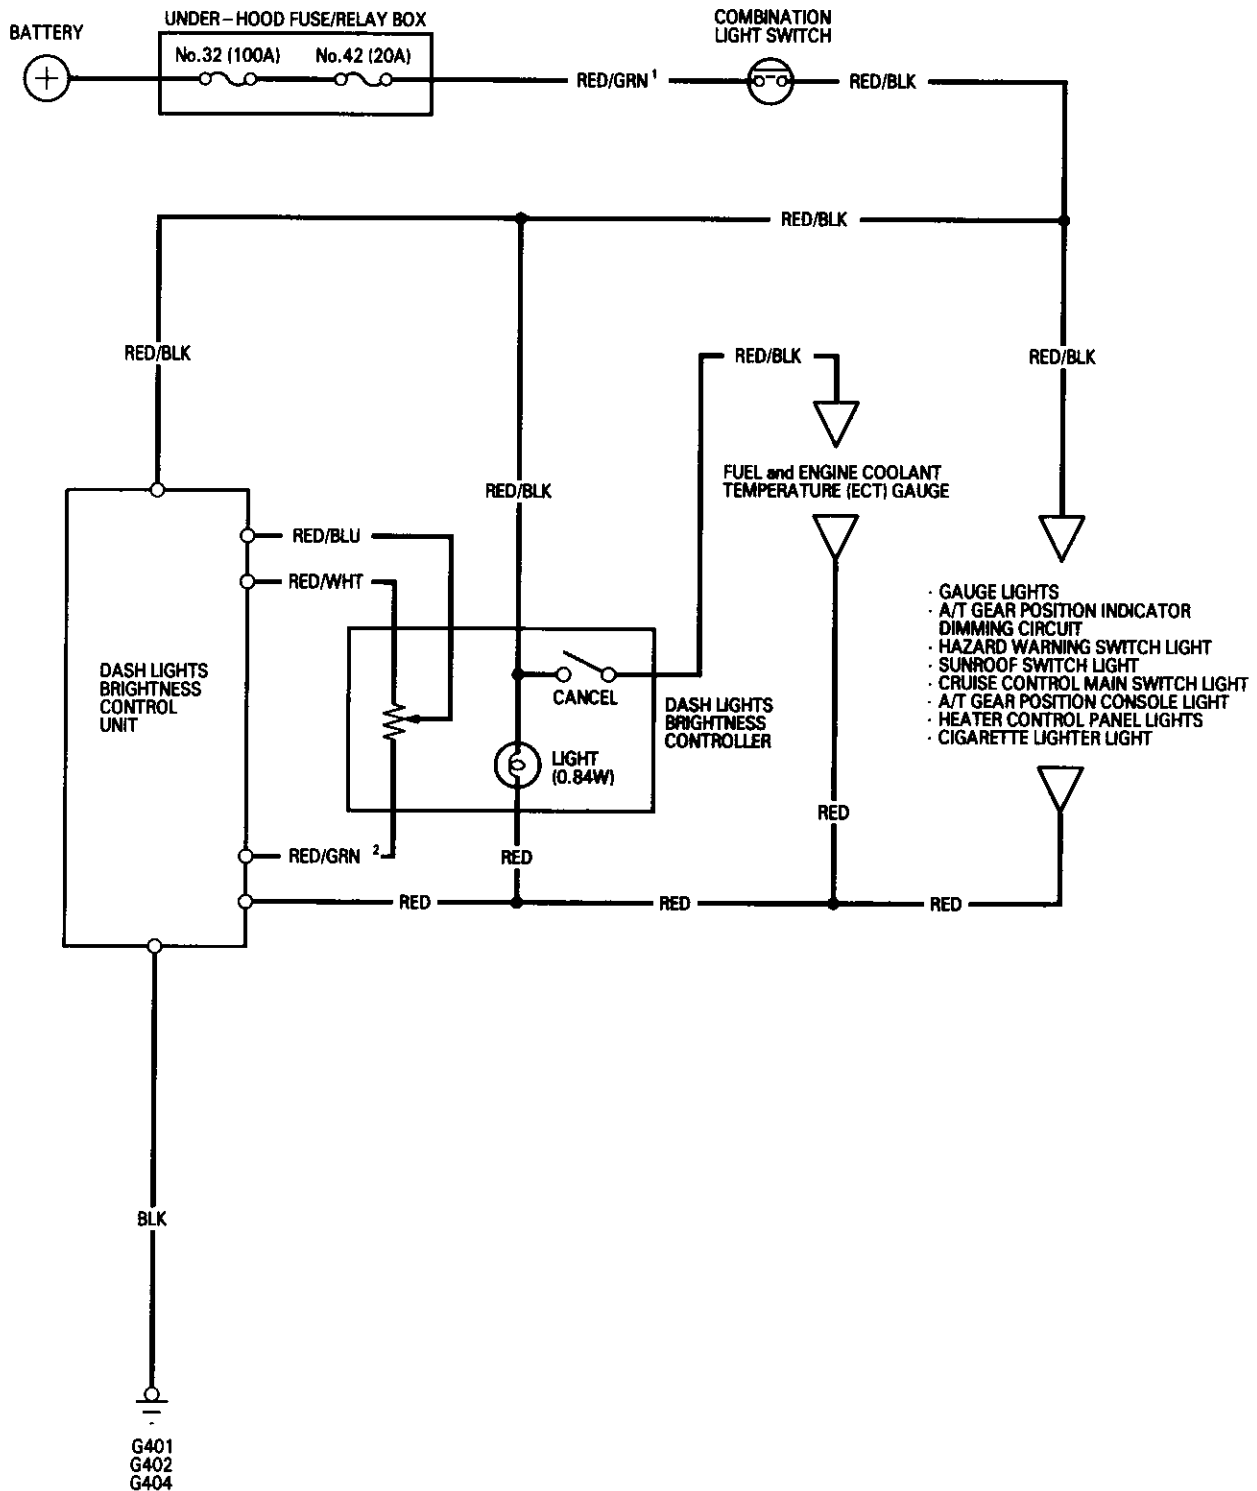 BATTERY
UNDER-HOOD FUSE/RELAY BOX
No.32 (100A)
No.42 (20A)
RED/GRN 1
COMBINATION
LIGHT SWITCH
RED/BLK
RED/BLK
RED/BLK
RED/BLK
RED/BLK
RED/BLK
FUEL and ENGINE COOLANT
TEMPERATURE (ECT) GAUGE
RED/BLU
RED/WHT
· GAUGE LIGHTS
· A/T GEAR POSITION INDICATOR
DIMMING CIRCUIT
· HAZARD WARNING SWITCH LIGHT
· SUNROOF SWITCH LIGHT
· CRUISE CONTROL MAIN SWITCH LIGHT
· A/T GEAR POSITION CONSOLE LIGHT
· HEATER CONTROL PANEL LIGHTS
· CIGARETTE LIGHTER LIGHT
DASH LIGHTS
BRIGHTNESS
CONTROL
UNIT
CANCEL
DASH LIGHTS
BRIGHTNESS
CONTROLLER
LIGHT
(0.84W)
RED
RED/GRN 2
RED
RED
RED
RED
BLK
G401
G402
G404